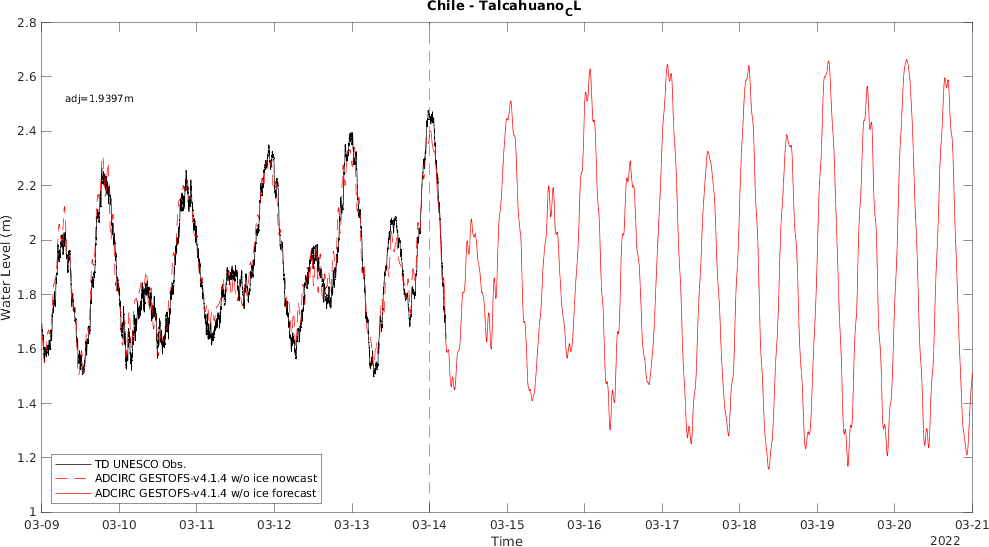 Chile - Talcahuano_CL
2.8
2.6
2.4
2.2
2
1.8
1.6
1.4
1.2
1
Water Level (m)
adj=1.9397m
TD UNESCO Obs.
ADCIRC GESTOFS-v4.1.4 w/o ice nowcast
ADCIRC GESTOFS-v4.1.4 w/o ice forecast
03-09 03-10 03-11 03-12 03-13 03-14 03-15 03-16 03-17 03-18 03-19 03-20 03-21
Time
2022